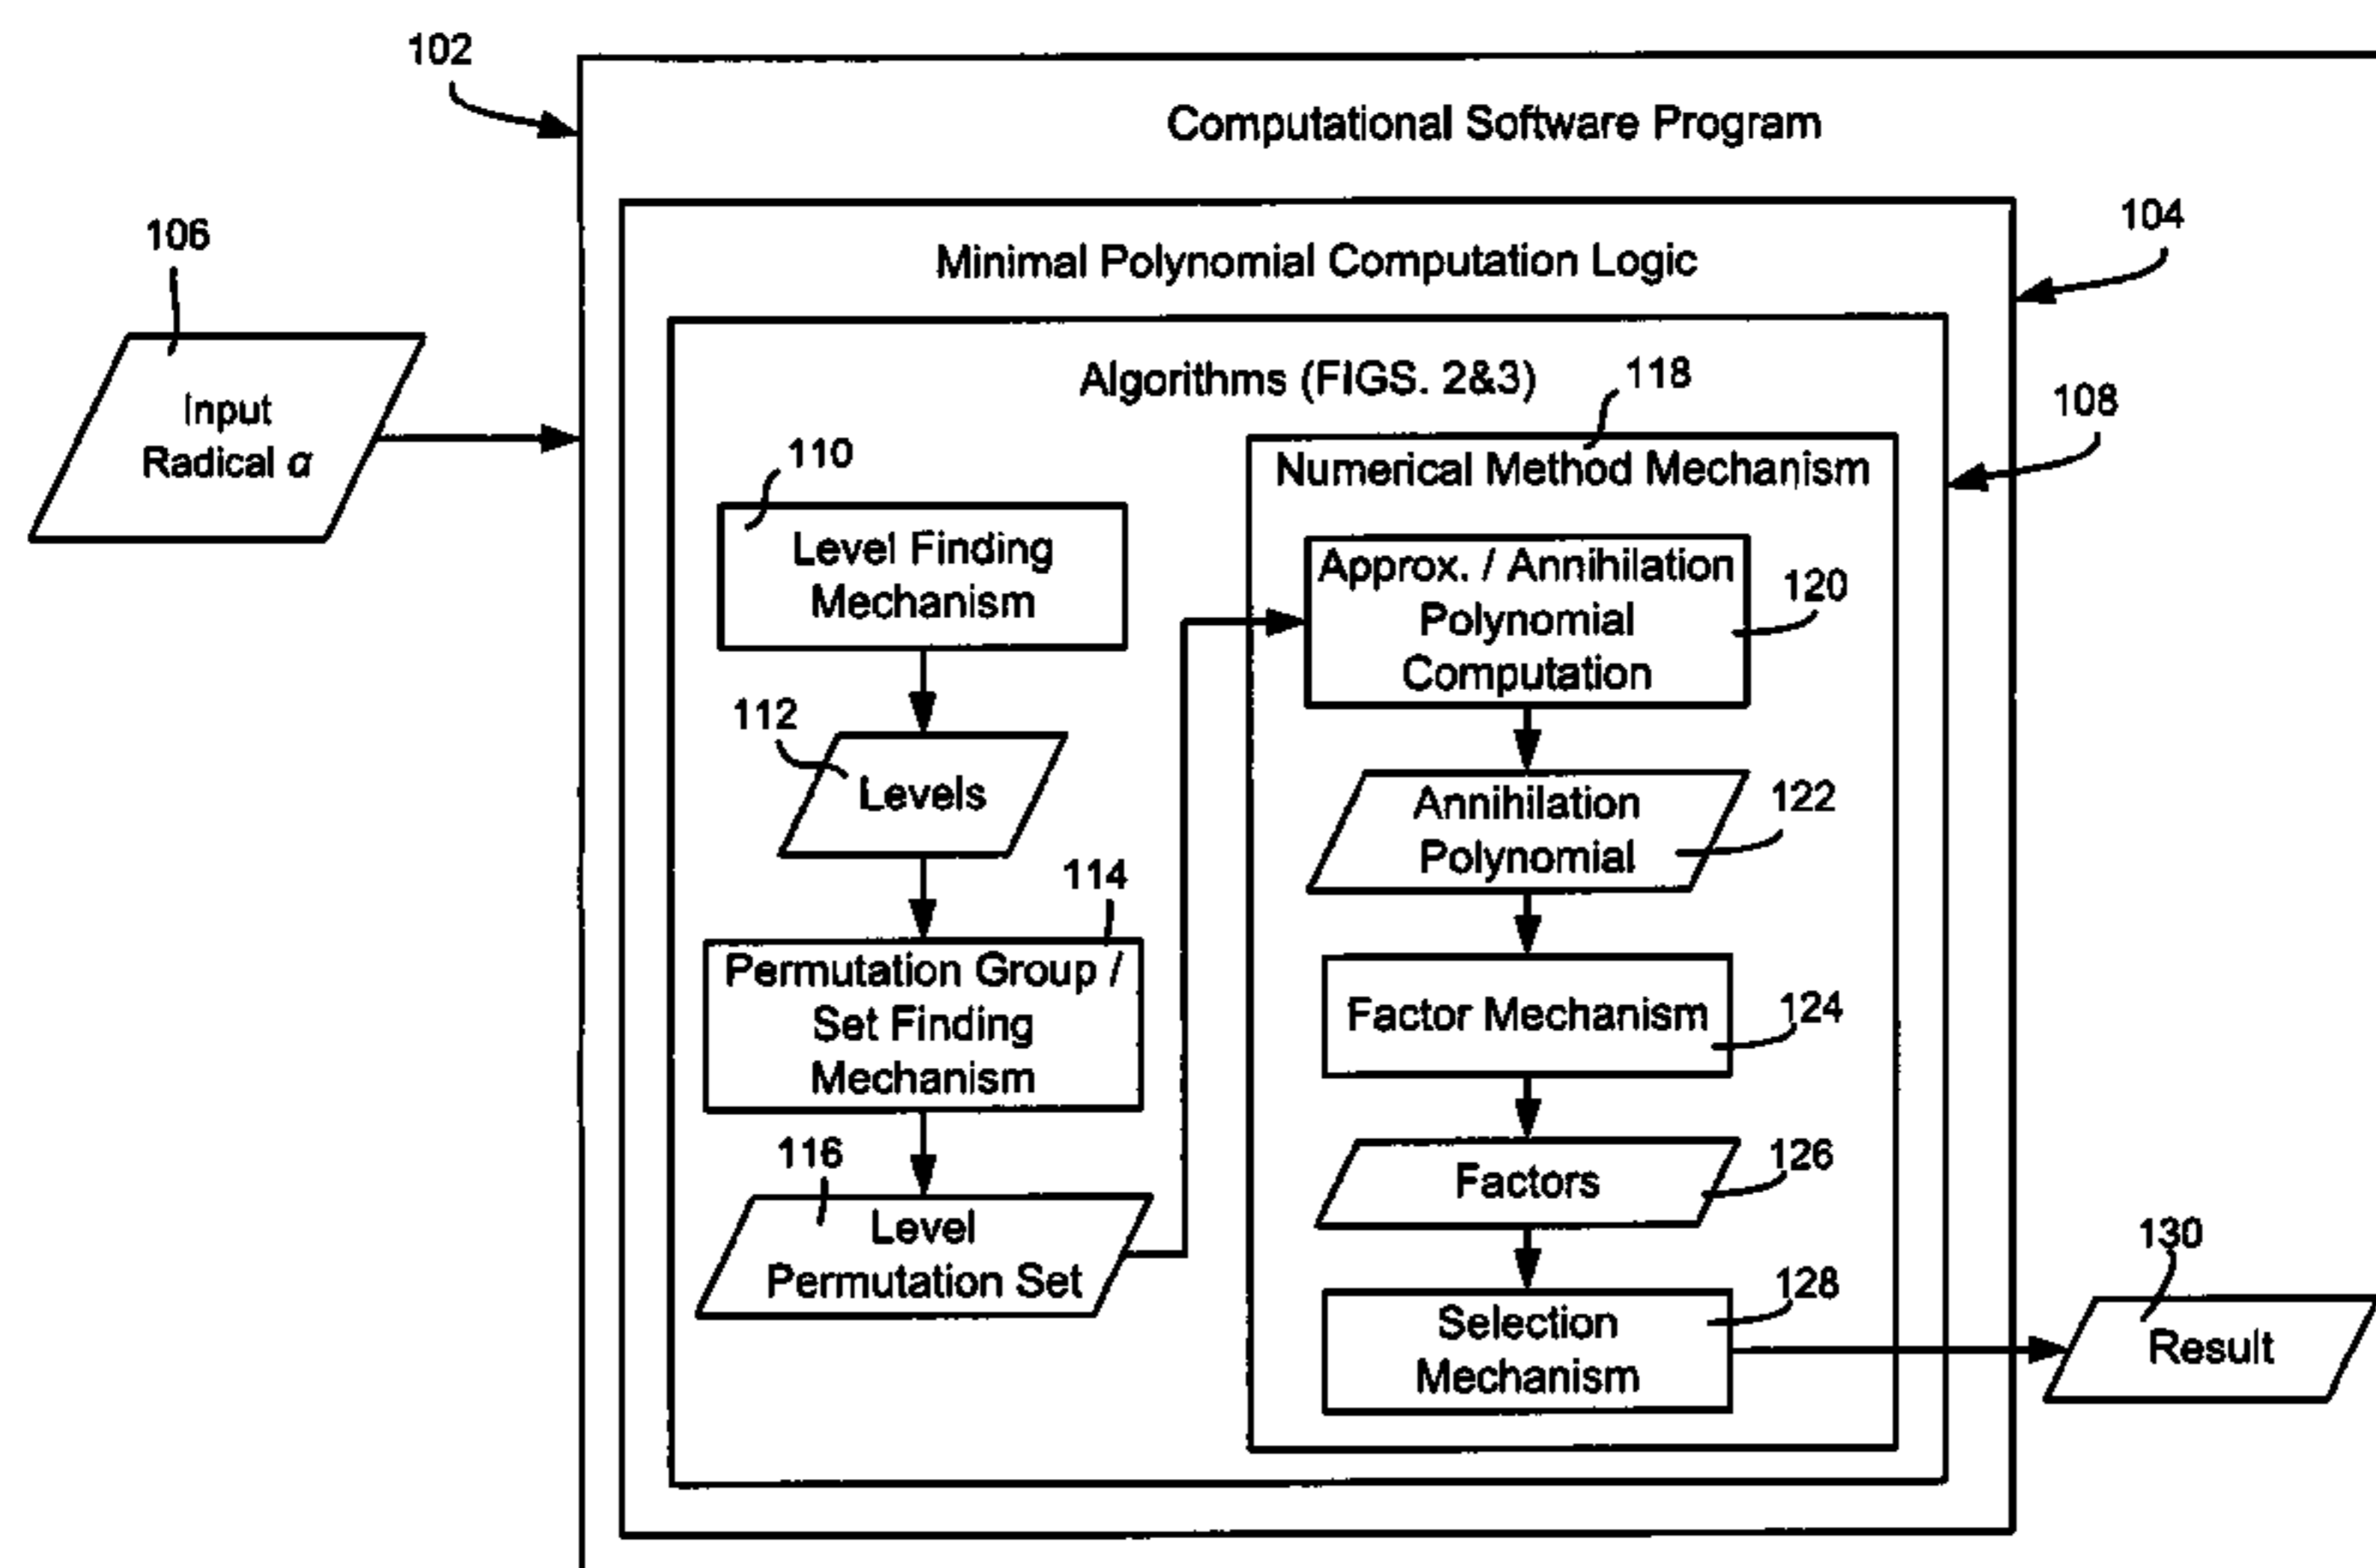 102
Computational Software Program
104
Minimal Polynomial Computation Logic
106
Input
Radical α
Algorithms (FIGS. 2&3)
108
110
Level Finding
Mechanism
112
Levels
114
Permutation Group /
Set Finding
Mechanism
116
Level
Permutation Set
118
Numerical Method Mechanism
Approx. / Annihilation
Polynomial
Computation
120
Annihilation
Polynomial
122
Factor Mechanism
124
Factors
126
Selection
Mechanism
128
130
Result